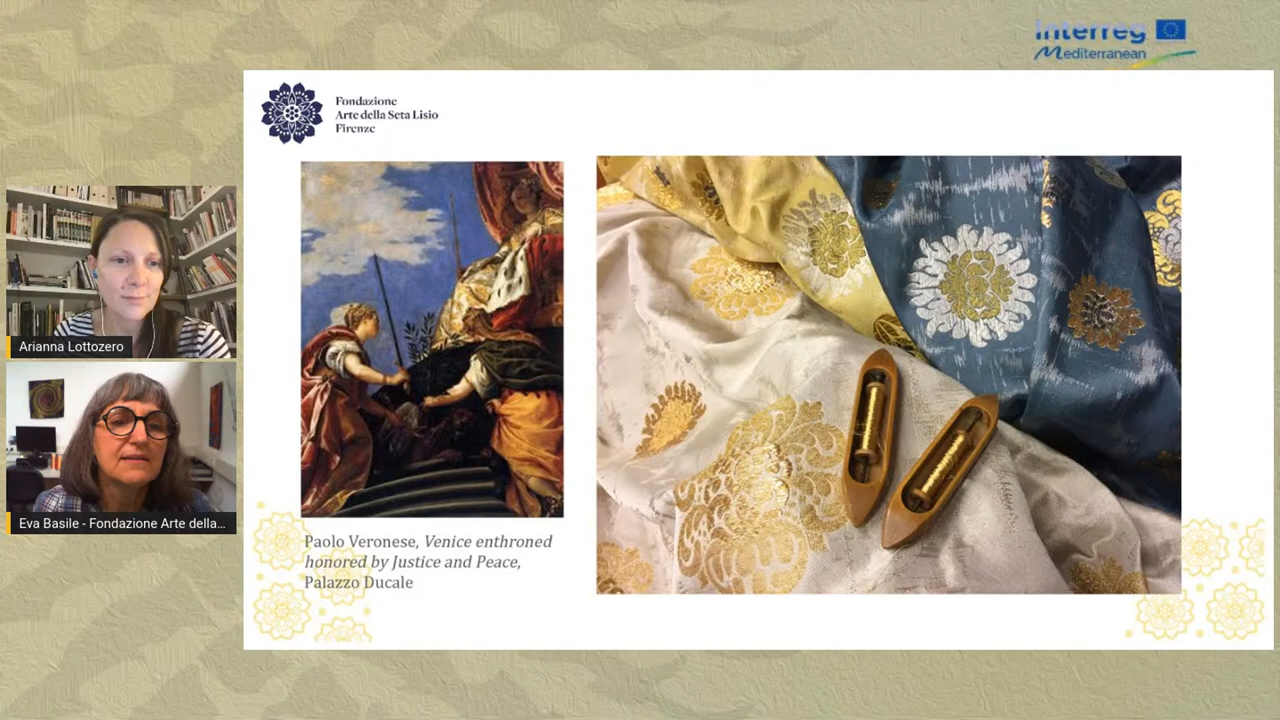 Interreg
Mediterranean
Fondazione
Arte della Seta Lisio
Firenze
Arianna Lottozero
Eva Basile - Fondazione Arte della...
Paolo Veronese, Venice enthroned
honored by Justice and Peace,
Palazzo Ducale